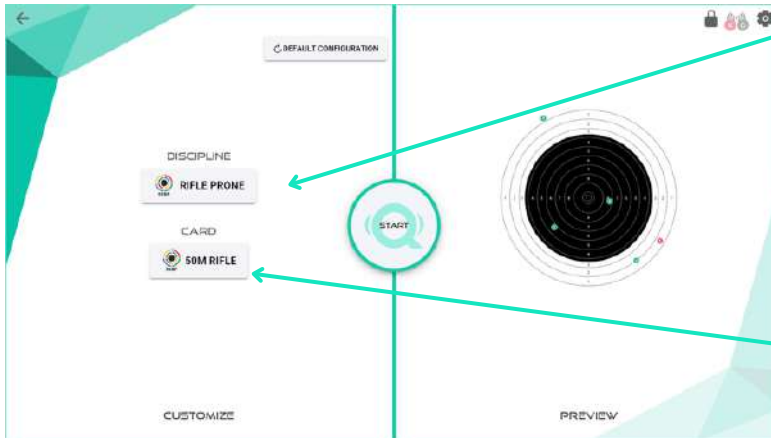 DEFAULT CONFIGURATION
DISCIPLINE
RIFLE PRONE
CARD
50M RIFLE
START
CUSTOMIZE
PREVIEW